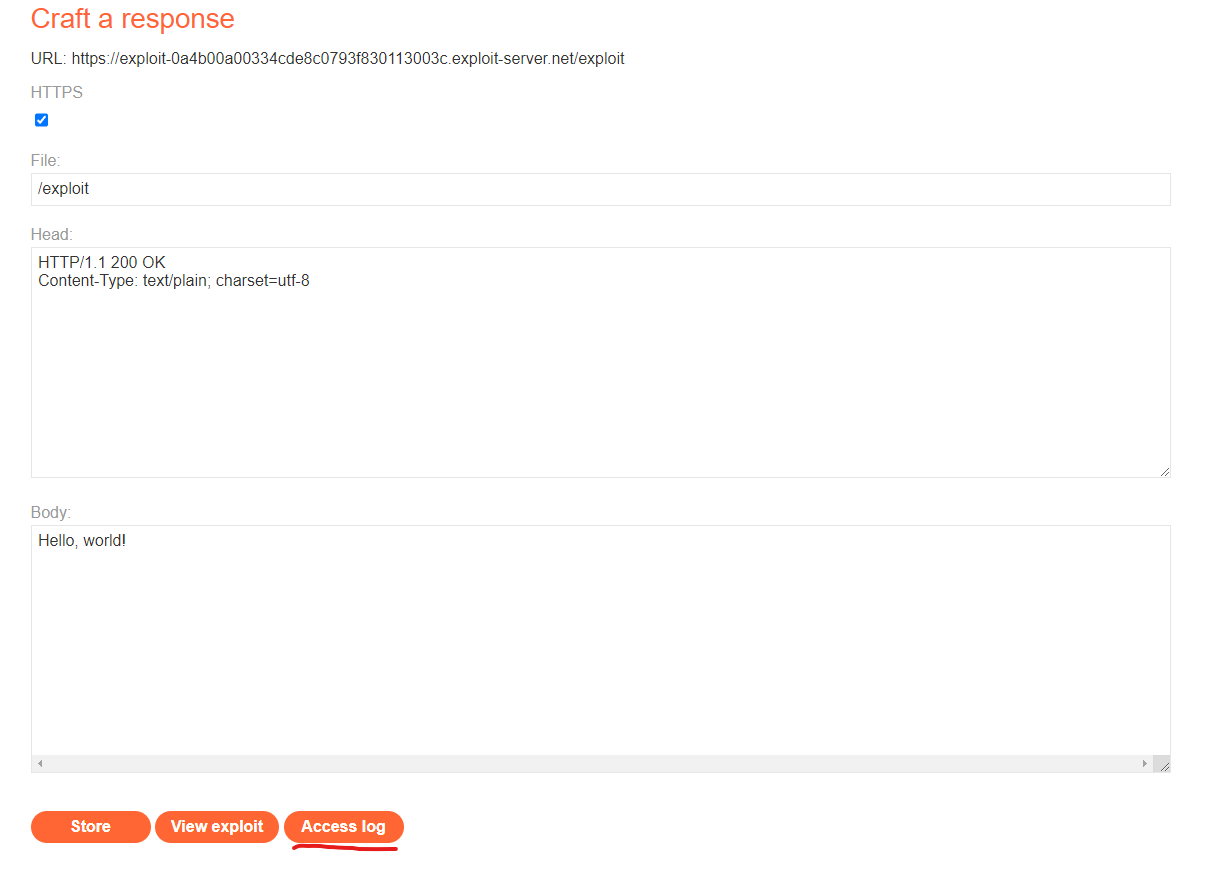 Craft a response
URL: https://exploit-0a4b00a00334cde8c0793f830113003c.exploit-server.net/exploit
HTTPS
File:
/exploit
Head:
HTTP/1.1 200 OK
Content-Type: text/plain; charset=utf-8
Body:
Hello, world!
Store View exploit Access log